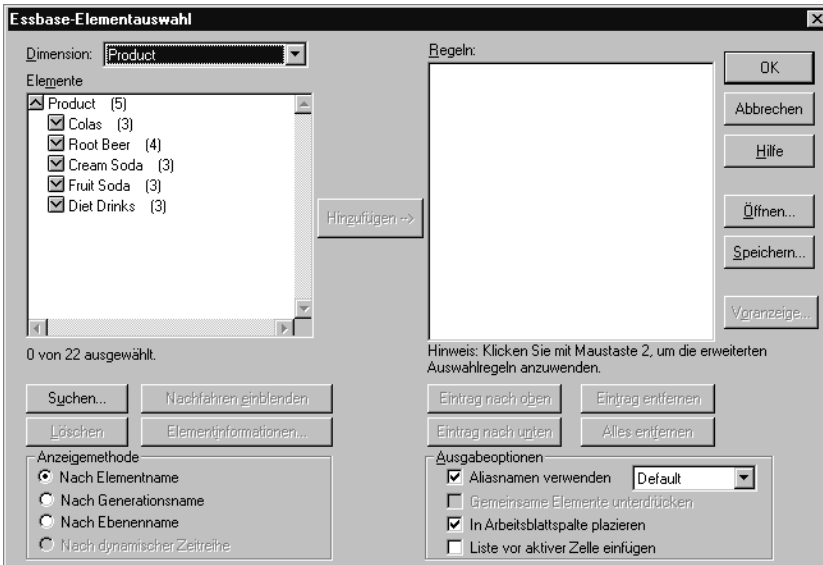 Essbase-Elementauswahl
Dimension: Product
Elemente
Product (5)
Colas (3)
Root Beer (4)
Cream Soda (3)
Fruit Soda (3)
Diet Drinks (3)
0 von 22 ausgewählt.
Hinzufügen -->
Regeln:
OK
Abbrechen
Hilfe
Öffnen...
Speichern...
Voranzeige...
Hinweis: Klicken Sie mit Maustaste 2, um die erweiterten
Auswahlregeln anzuwenden.
Suchen...
Nachfahren einblenden
Löschen
Elementinformationen...
Eintrag nach oben
Eintrag entfernen
Eintrag nach unten
Alles entfernen
Anzeigemethode
Nach Elementname
Nach Generationsname
Nach Ebenenname
Nach dynamischer Zeitreihe
Ausgabeoptionen
Aliasnamen verwenden Default
Gemeinsame Elemente unterdrücken
In Arbeitsblattspalte plazieren
Liste vor aktiver Zelle einfügen